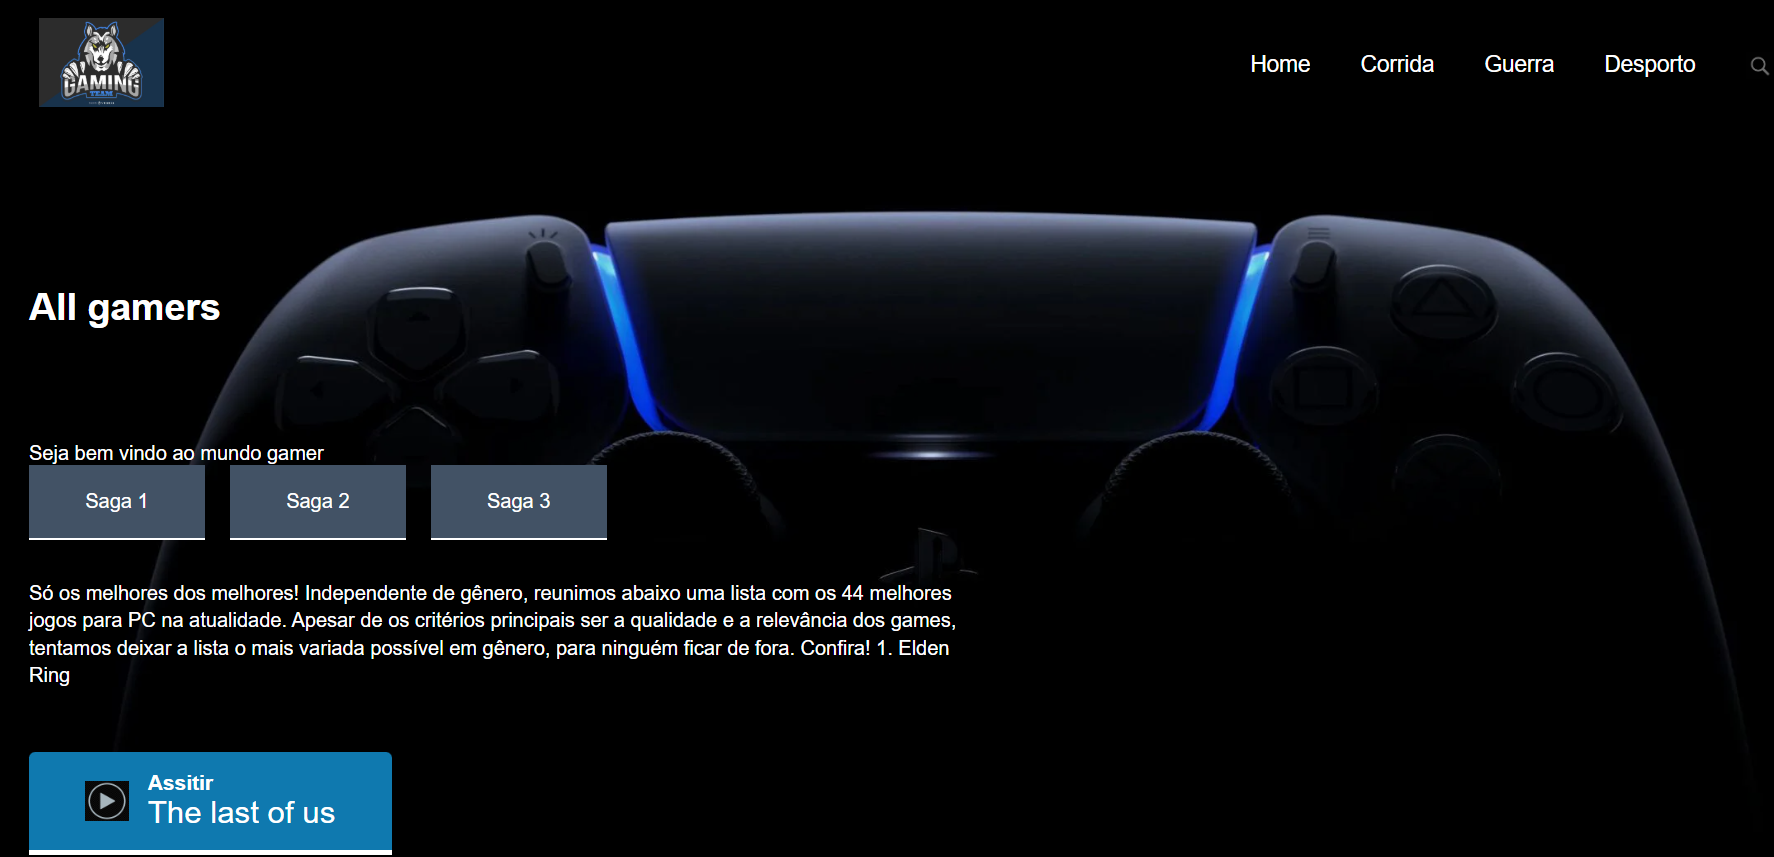 GAMING
TEAM
Home Corrida Guerra Desporto
All gamers
Seja bem vindo ao mundo gamer
Saga 1 Saga 2 Saga 3
Só os melhores dos melhores! Independente de gênero, reunimos abaixo uma lista com os 44 melhores
jogos para PC na atualidade. Apesar de os critérios principais ser a qualidade e a relevância dos games,
tentamos deixar a lista o mais variada possível em gênero, para ninguém ficar de fora. Confira! 1. Elden
Ring
Assitir
The last of us